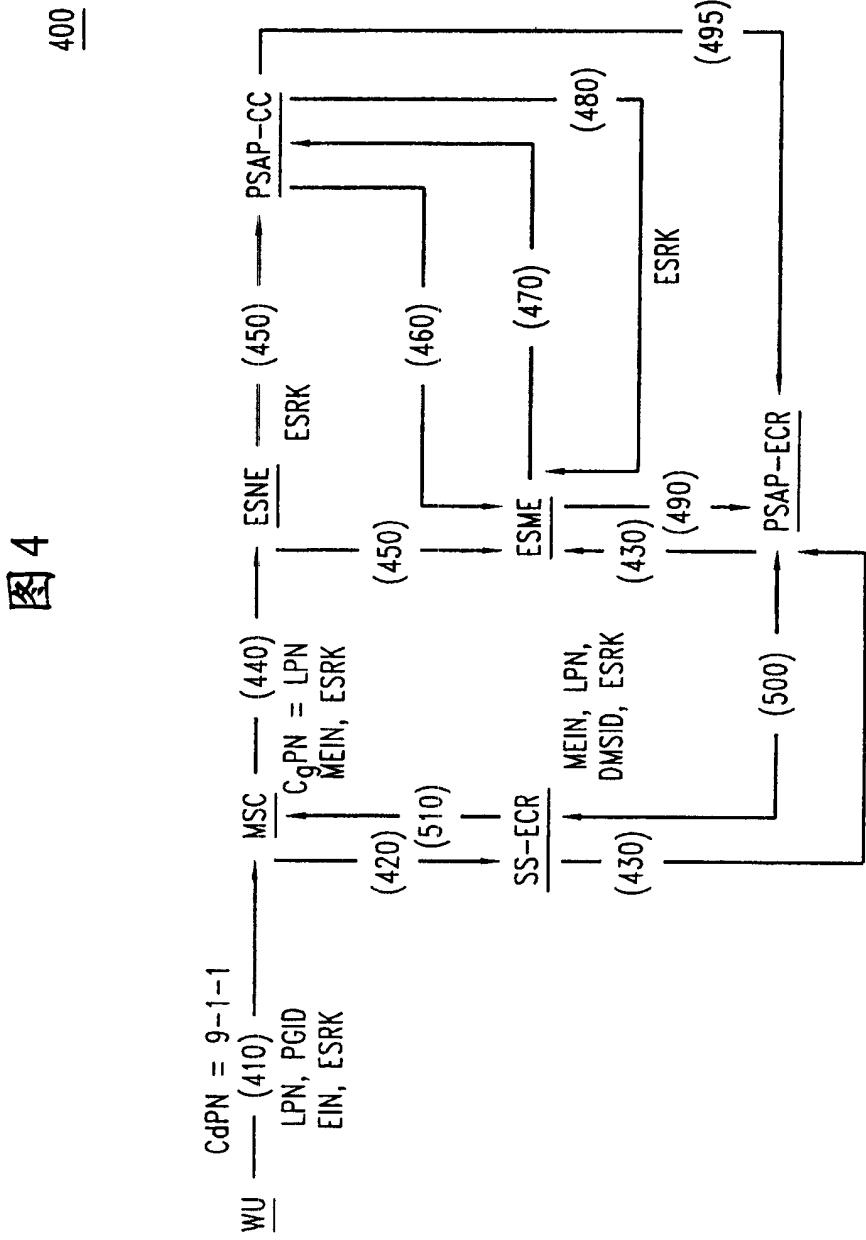 图 4
400
CdPN = 9-1-1
WU
(410)
LPN, PGID
EIN, ESRK
MSC
(440)
CgPN = LPN
MEIN, ESRK
ESNE
(450)
ESRK
PSAP-CC
(420)
(510)
(450)
(460)
(470)
(480)
ESRK
(495)
SS-ECR
MEIN, LPN,
DMSID, ESRK
ESME
(430)
(430)
(490)
(500)
PSAP-ECR